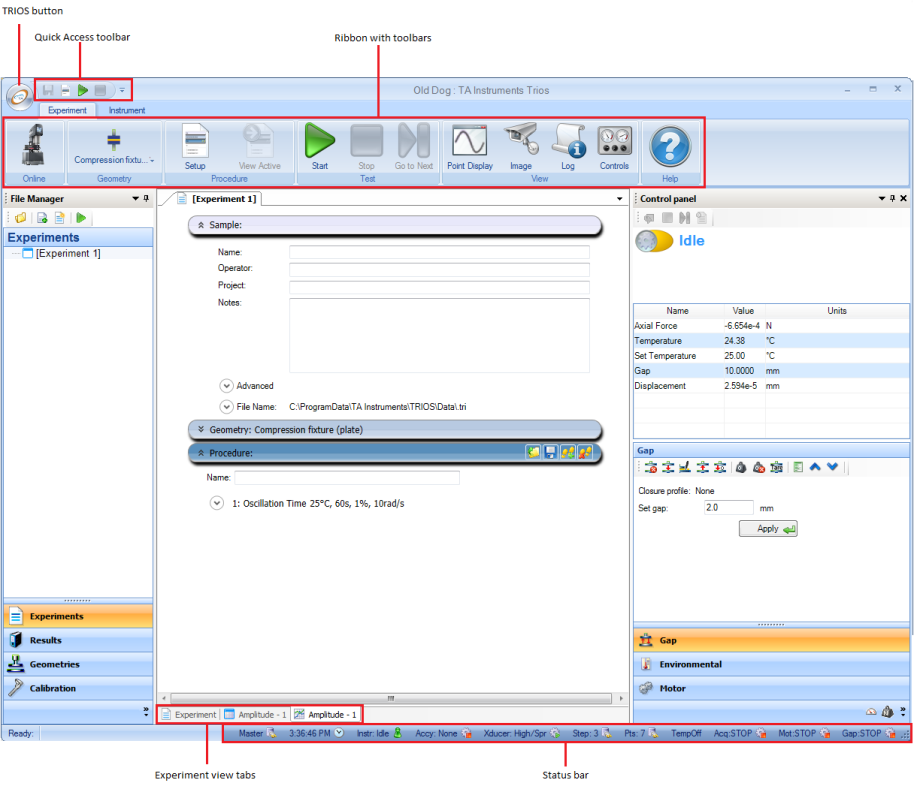 TRIOS button
Quick Access toolbar
Ribbon with toolbars
Old Dog : TA Instruments Trios
Experiment Instrument
Compression fixtu...
Setup View Active Start Stop Go to Next Point Display Image Log Controls
Online Geometry Procedure Test View Help
File Manager
[Experiment 1]
Control panel
Experiments
[Experiment 1]
Sample:
Idle
Name:
Operator:
Project:
Notes:
Name Value Units
Axial Force -6.654e-4 N
Temperature 24.38 °C
Set Temperature 25.00 °C
Gap 10.0000 mm
Displacement 2.594e-5 mm
Advanced
File Name: C:\ProgramData\TA Instruments\TRIOS\Data\.tri
Geometry: Compression fixture (plate)
Procedure:
Name:
1: Oscillation Time 25°C, 60s, 1%, 10rad/s
Gap
Closure profile: None
Set gap: 2.0 mm
Apply
Experiments
Results
Geometries
Calibration
Gap
Environmental
Motor
Experiment Amplitude - 1 Amplitude - 1
Ready: Master 3:36:46 PM Instr: Idle Accy: None Xducer: High/Spr Step: 3 Pts: 7 TempOff Acq:STOP Mot:STOP Gap:STOP
Experiment view tabs
Status bar